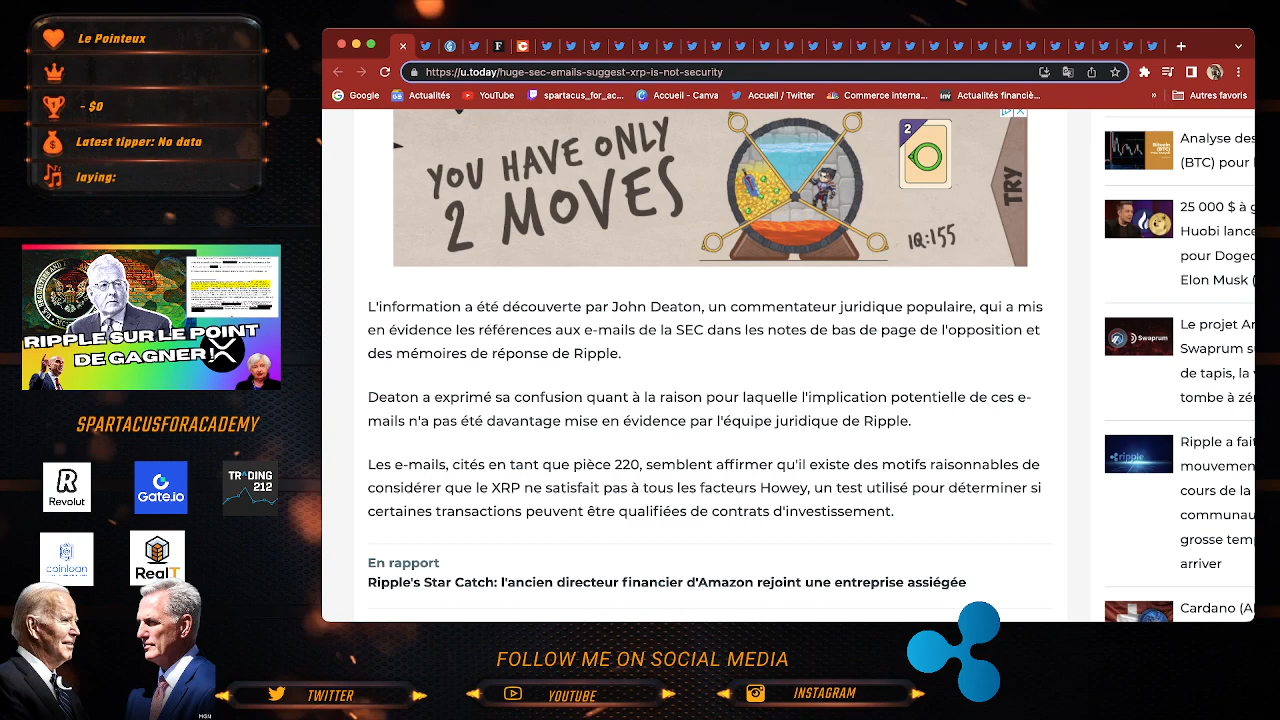 Le Pointeux
- $0
Latest tipper: No data
laying:
RIPPLE SUR LE POINT
DE GAGNER !
SPARTACUSFORACADEMY
R
Revolut
Gate.io
TRADING
212
coinloan
RealT
MGN
https://u.today/huge-sec-emails-suggest-xrp-is-not-security
Google
Actualités
YouTube
spartacus_for_ac...
Accueil - Canva
Accueil / Twitter
Commerce interna...
Actualités financiè...
»
Autres favoris
YOU HAVE ONLY
2 MOVES
2
IQ:155
TRY
L'information a été découverte par John Deaton, un commentateur juridique populaire, qui a mis
en évidence les références aux e-mails de la SEC dans les notes de bas de page de l'opposition et
des mémoires de réponse de Ripple.
Deaton a exprimé sa confusion quant à la raison pour laquelle l'implication potentielle de ces e-
mails n'a pas été davantage mise en évidence par l'équipe juridique de Ripple.
Les e-mails, cités en tant que pièce 220, semblent affirmer qu'il existe des motifs raisonnables de
considérer que le XRP ne satisfait pas à tous les facteurs Howey, un test utilisé pour déterminer si
certaines transactions peuvent être qualifiées de contrats d'investissement.
En rapport
Ripple's Star Catch: l'ancien directeur financier d'Amazon rejoint une entreprise assiégée
Analyse des
(BTC) pour l
25 000 $ à g
Huobi lance
pour Dogec
Elon Musk (
Le projet Ar
Swaprum s
de tapis, la v
tombe à zé
Swaprum
Ripple a fait
mouvemen
cours de la
communau
grosse temp
arriver
ripple
Cardano (A
FOLLOW ME ON SOCIAL MEDIA
TWITTER
YOUTUBE
INSTAGRAM